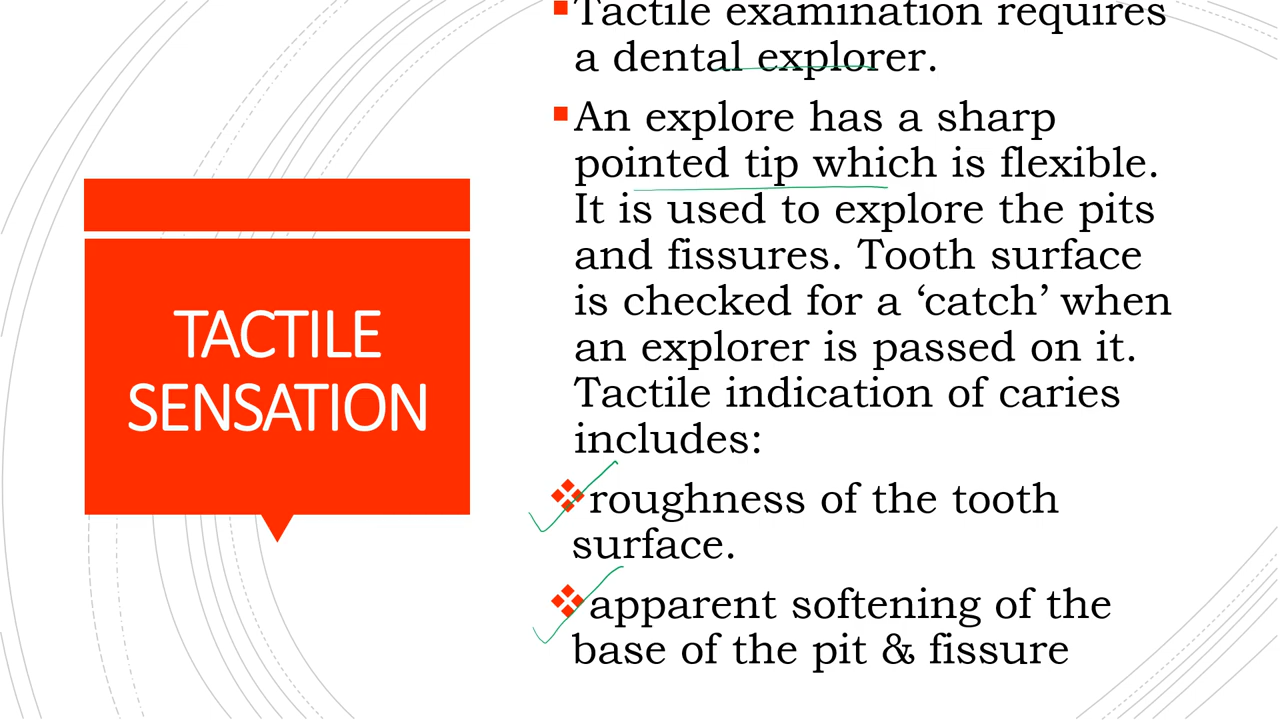 TACTILE
SENSATION
Tactile examination requires
a dental explorer.
An explore has a sharp
pointed tip which is flexible.
It is used to explore the pits
and fissures. Tooth surface
is checked for a ‘catch’ when
an explorer is passed on it.
Tactile indication of caries
includes:
roughness of the tooth
surface.
apparent softening of the
base of the pit & fissure